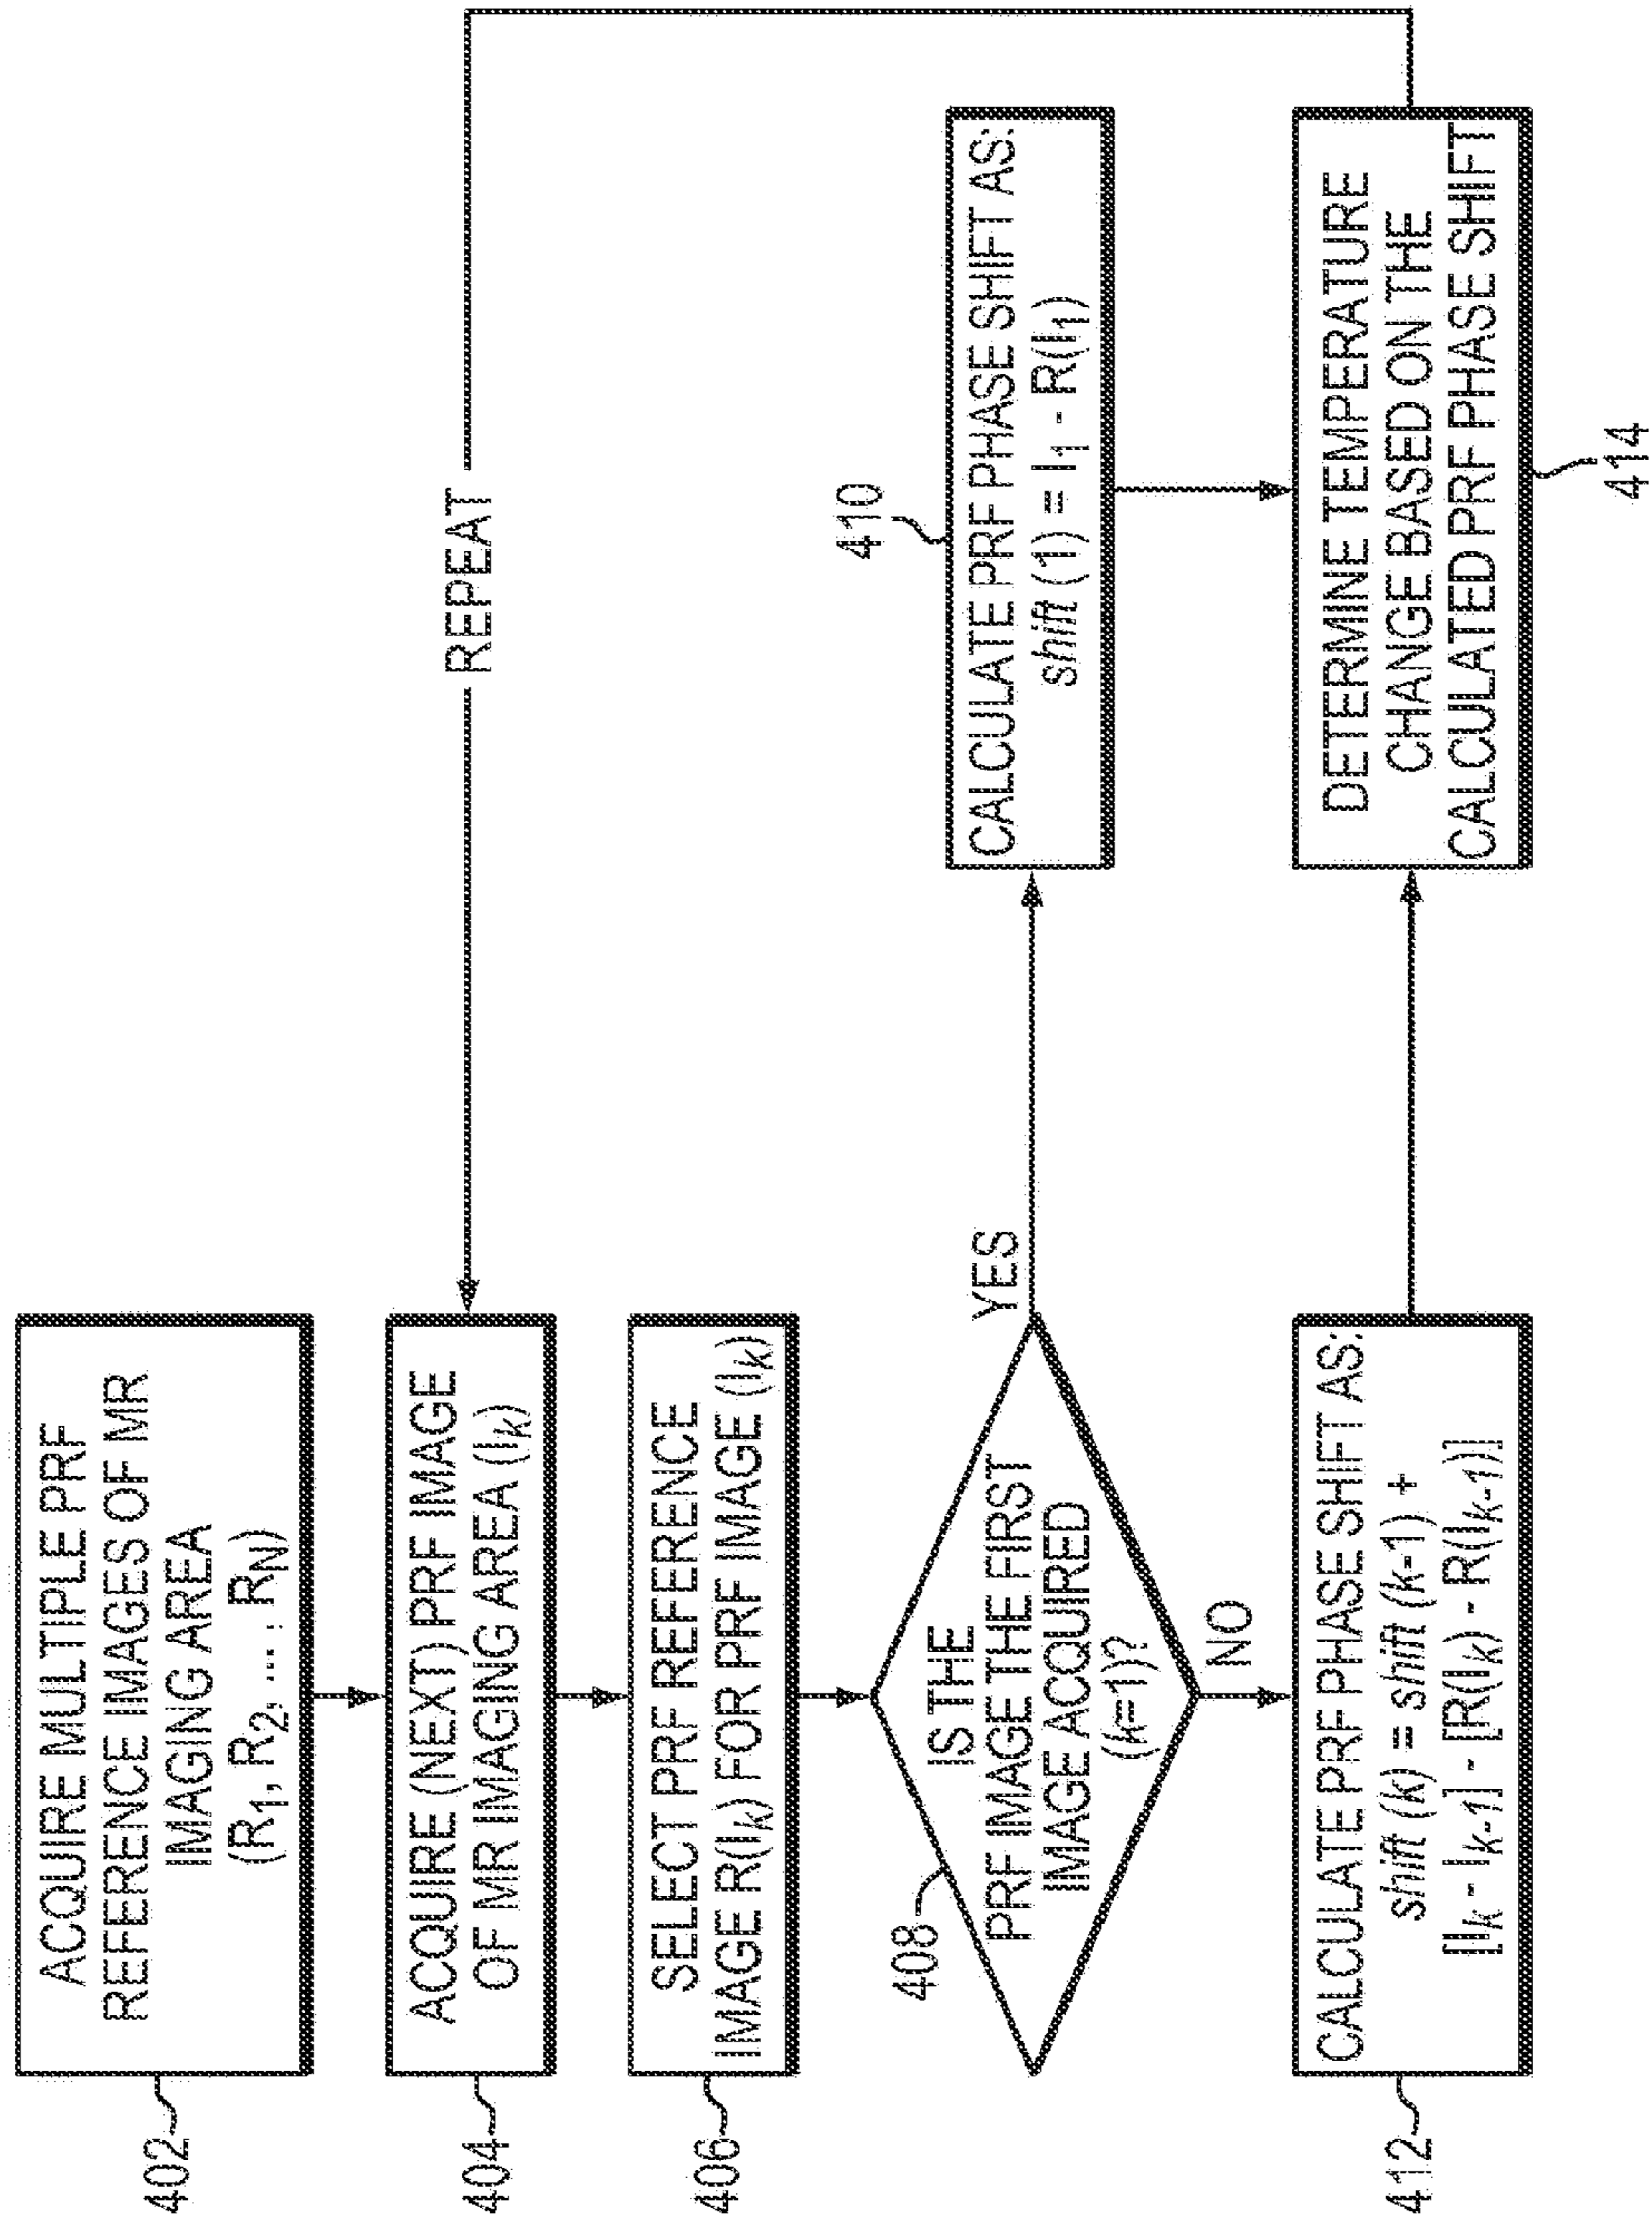 402
ACQUIRE MULTIPLE PRF
REFERENCE IMAGES OF MR
IMAGING AREA
(R1, R2, ... , RN)
404
ACQUIRE (NEXT) PRF IMAGE
OF MR IMAGING AREA (Ik)
REPEAT
406
SELECT PRF REFERENCE
IMAGE R(Ik) FOR PRF IMAGE (Ik)
408
IS THE
PRF IMAGE THE FIRST
IMAGE ACQUIRED
(k=1)?
YES
NO
410
CALCULATE PRF PHASE SHIFT AS:
shift (1) = I1 - R(I1)
412
CALCULATE PRF PHASE SHIFT AS:
shift (k) = shift (k-1) +
[Ik - Ik-1] - [R(Ik) - R(Ik-1)]
DETERMINE TEMPERATURE
CHANGE BASED ON THE
CALCULATED PRF PHASE SHIFT
414